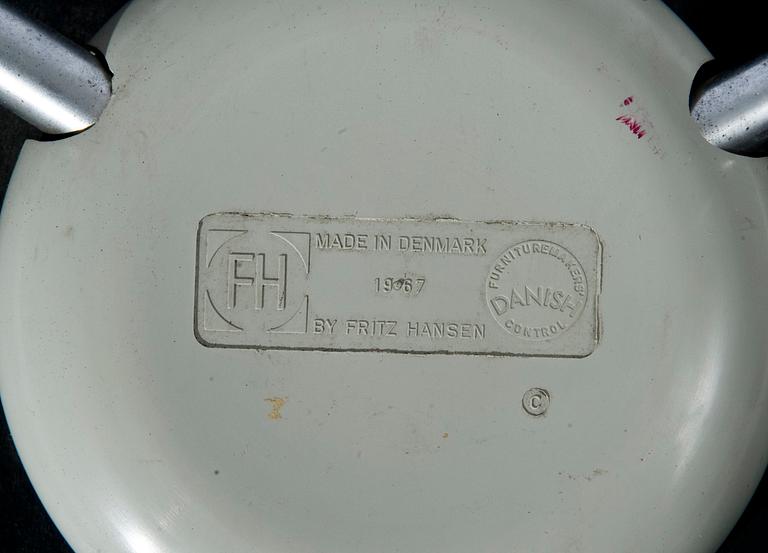 FH
MADE IN DENMARK
1967
BY FRITZ HANSEN
FURNITUREMAKERS'
DANISH
CONTROL
©